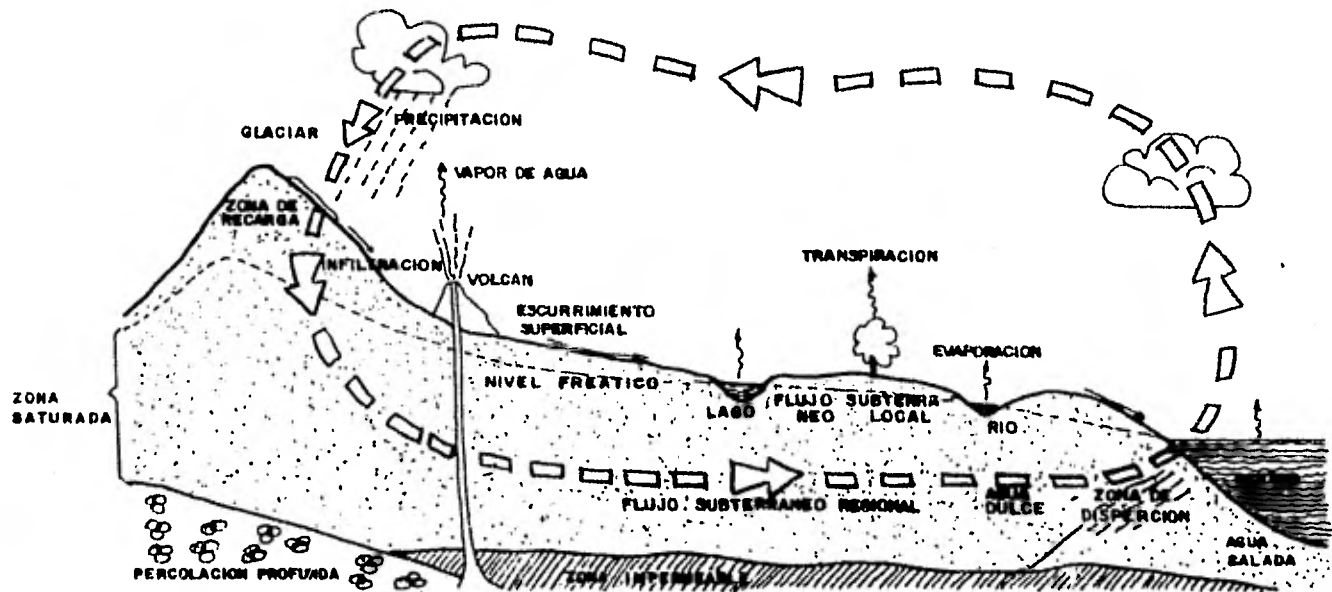 GLACIAR
PRECIPITACION
VAPOR DE AGUA
ZONA DE
RECARGA
INFILTRACION
VOLCAN
TRANSPIRACION
ESCURRIMIENTO
SUPERFICIAL
EVAPORACION
NIVEL FREATICO
ZONA
SATURADA
LAGO
FLUJO SUBTERRA
NEO LOCAL
RIO
FLUJO SUBTERRANEO REGIONAL
AGUA
DULCE
ZONA DE
DISPERCION
AGUA
SALADA
PERCOLACION PROFUNDA
ZONA IMPERMEABLE